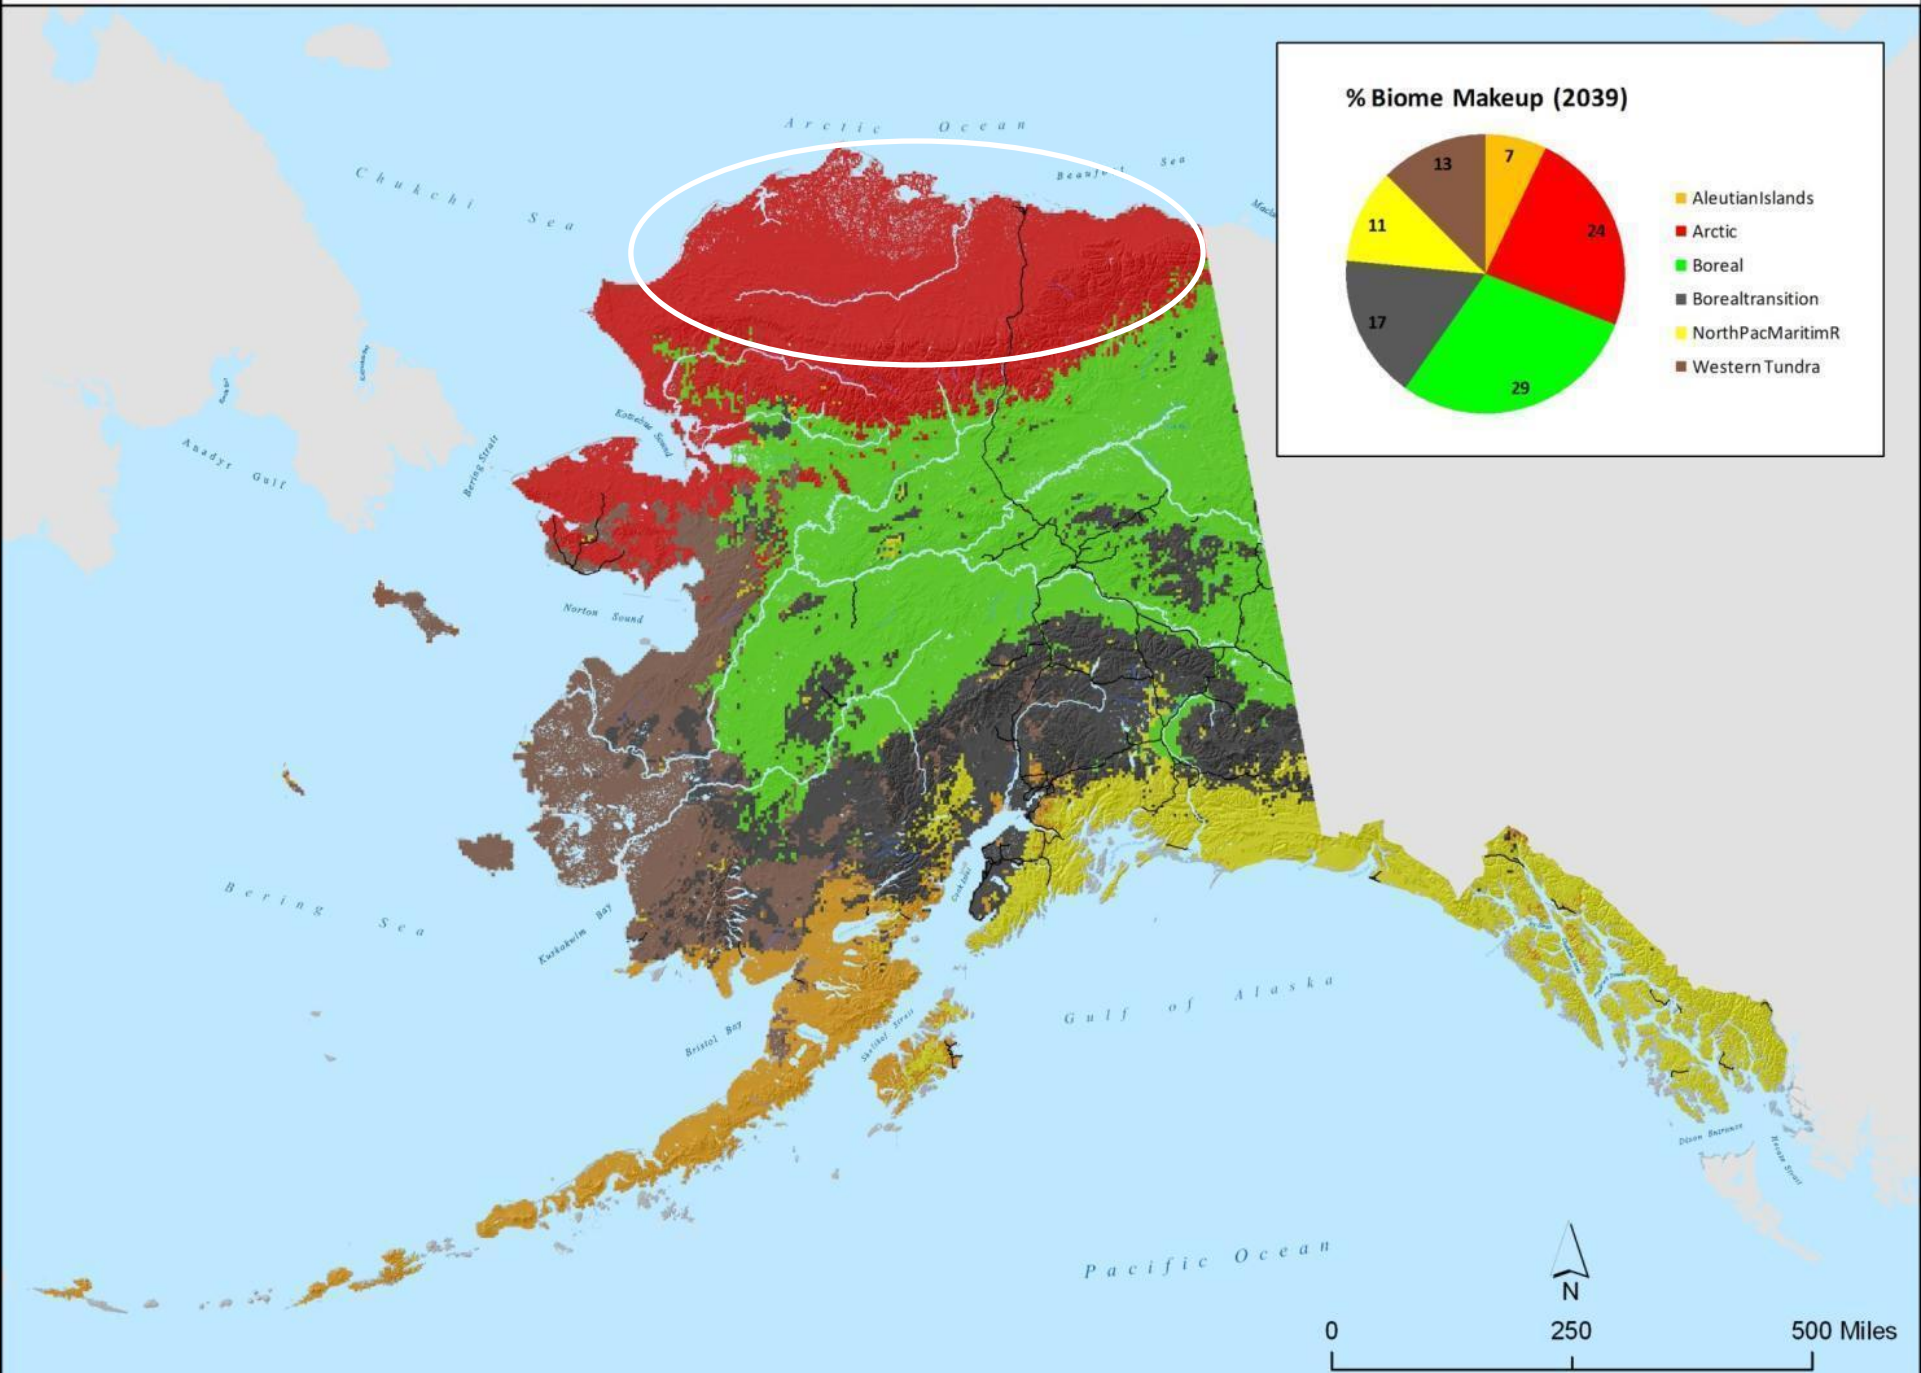 % Biome Makeup (2039)
7
24
29
17
11
13
AleutianIslands
Arctic
Boreal
Borealtransition
NorthPacMaritimR
Western Tundra
Arctic Ocean
Beaufort Sea
Chukchi Sea
Kotzebue Sound
Bering Strait
Anadyr Gulf
Norton Sound
Bering Sea
Kuskokwim Bay
Cook Inlet
Bristol Bay
Shelikof Strait
Gulf of Alaska
Dixon Entrance
Hecate Strait
Pacific Ocean
N
0 250 500 Miles